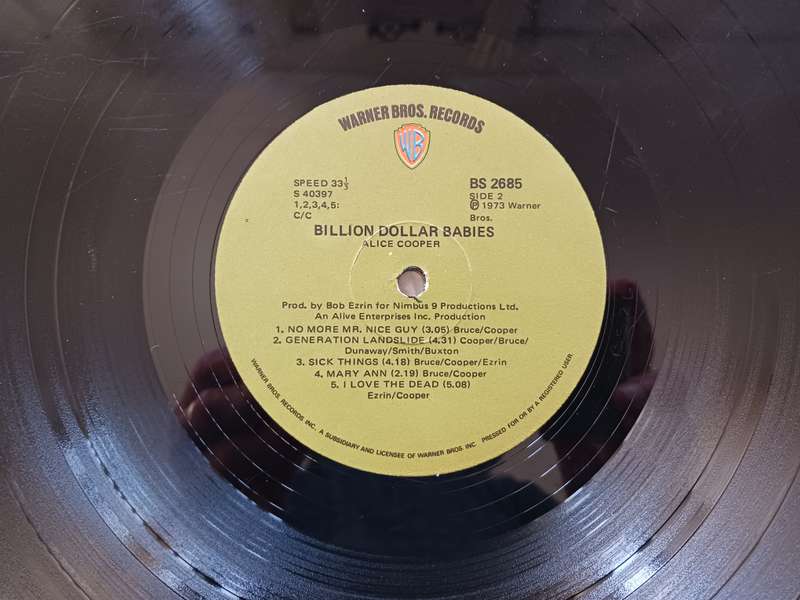 WARNER BROS. RECORDS
WB
SPEED 33⅓
S 40397
1,2,3,4,5:
C/C
BS 2685
SIDE 2
℗ 1973 Warner
Bros.
BILLION DOLLAR BABIES
ALICE COOPER
Prod. by Bob Ezrin for Nimbus 9 Productions Ltd.
An Alive Enterprises Inc. Production
1. NO MORE MR. NICE GUY (3.05) Bruce/Cooper
2. GENERATION LANDSLIDE (4.31) Cooper/Bruce/
Dunaway/Smith/Buxton
3. SICK THINGS (4.18) Bruce/Cooper/Ezrin
4. MARY ANN (2.19) Bruce/Cooper
5. I LOVE THE DEAD (5.08)
Ezrin/Cooper
WARNER BROS. RECORDS INC. A SUBSIDIARY AND LICENSEE OF WARNER BROS. INC PRESSED FOR OR BY A REGISTERED USER